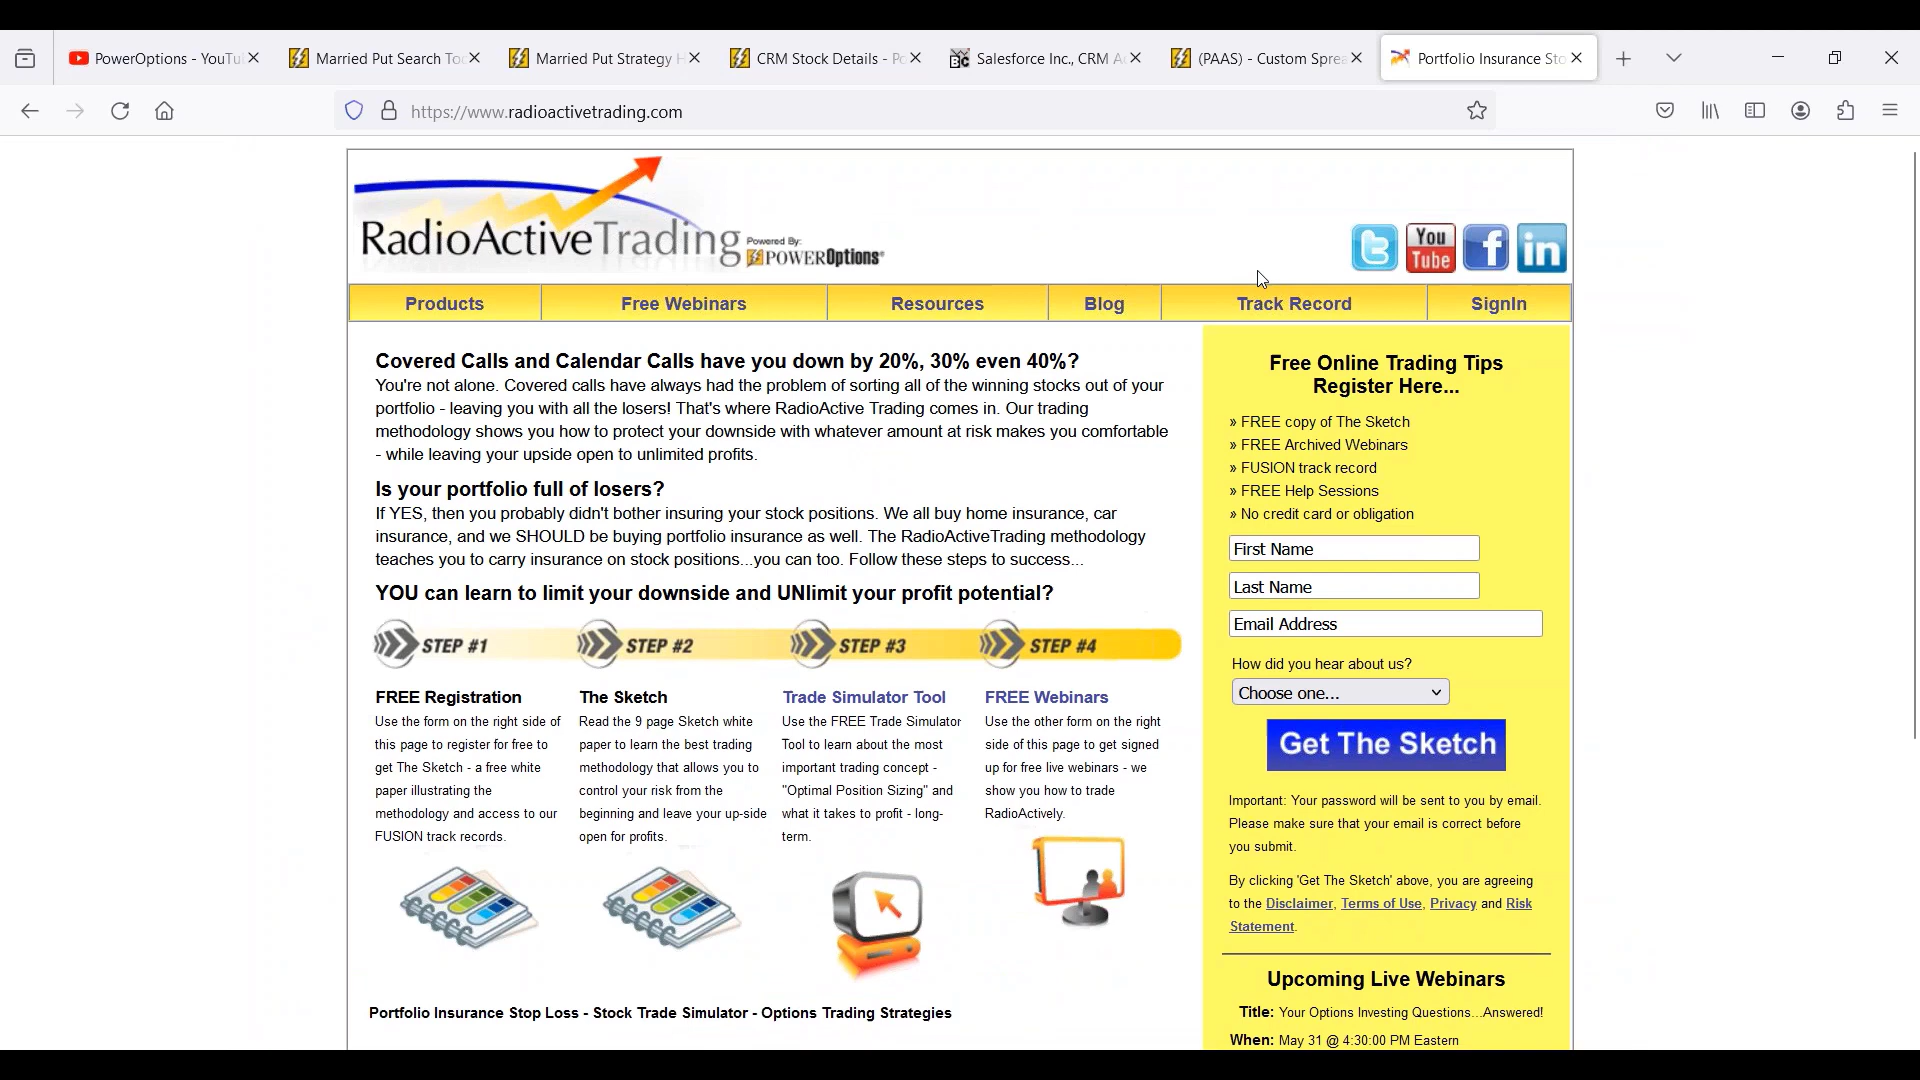 PowerOptions - YouTu
Married Put Search To
Married Put Strategy H
CRM Stock Details - Po
Salesforce Inc., CRM A
(PAAS) - Custom Sprea
Portfolio Insurance Sto
https://www.radioactivetrading.com
RadioActiveTrading
Powered By:
POWEROptions®
You
Tube
Products
Free Webinars
Resources
Blog
Track Record
SignIn
Covered Calls and Calendar Calls have you down by 20%, 30% even 40%?
You're not alone. Covered calls have always had the problem of sorting all of the winning stocks out of your
portfolio - leaving you with all the losers! That's where RadioActive Trading comes in. Our trading
methodology shows you how to protect your downside with whatever amount at risk makes you comfortable
- while leaving your upside open to unlimited profits.
Is your portfolio full of losers?
If YES, then you probably didn't bother insuring your stock positions. We all buy home insurance, car
insurance, and we SHOULD be buying portfolio insurance as well. The RadioActiveTrading methodology
teaches you to carry insurance on stock positions...you can too. Follow these steps to success...
YOU can learn to limit your downside and UNlimit your profit potential?
STEP #1
STEP #2
STEP #3
STEP #4
FREE Registration
Use the form on the right side of
this page to register for free to
get The Sketch - a free white
paper illustrating the
methodology and access to our
FUSION track records.
The Sketch
Read the 9 page Sketch white
paper to learn the best trading
methodology that allows you to
control your risk from the
beginning and leave your up-side
open for profits.
Trade Simulator Tool
Use the FREE Trade Simulator
Tool to learn about the most
important trading concept -
"Optimal Position Sizing" and
what it takes to profit - long-
term.
FREE Webinars
Use the other form on the right
side of this page to get signed
up for free live webinars - we
show you how to trade
RadioActively.
Portfolio Insurance Stop Loss - Stock Trade Simulator - Options Trading Strategies
Free Online Trading Tips
Register Here...
» FREE copy of The Sketch
» FREE Archived Webinars
» FUSION track record
» FREE Help Sessions
» No credit card or obligation
First Name
Last Name
Email Address
How did you hear about us?
Choose one...
Get The Sketch
Important: Your password will be sent to you by email.
Please make sure that your email is correct before
you submit.
By clicking 'Get The Sketch' above, you are agreeing
to the Disclaimer, Terms of Use, Privacy and Risk
Statement.
Upcoming Live Webinars
Title: Your Options Investing Questions...Answered!
When: May 31 @ 4:30:00 PM Eastern